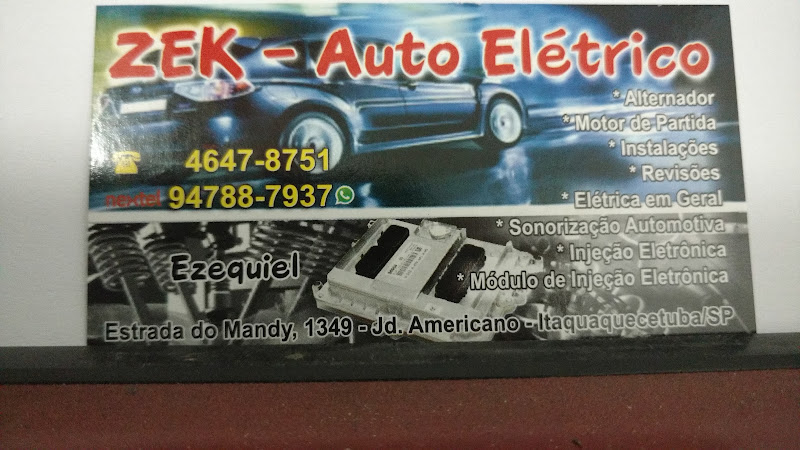 ZEK - Auto Elétrico
* Alternador
* Motor de Partida
* Instalações
* Revisões
* Elétrica em Geral
* Sonorização Automotiva
* Injeção Eletrônica
* Módulo de Injeção Eletrônica
4647-8751
nextel 94788-7937
Ezequiel
Estrada do Mandy, 1349 - Jd. Americano - Itaquaquecetuba/SP